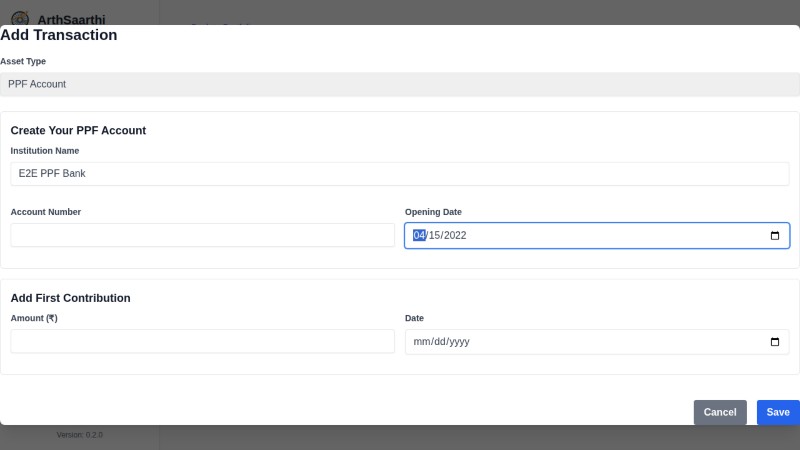 ArthSaarthi
Add Transaction
Asset Type
PPF Account
Create Your PPF Account
Institution Name
E2E PPF Bank
Account Number
Opening Date
04/15/2022
Add First Contribution
Amount (₹)
Date
mm/dd/yyyy
Cancel
Save
Version: 0.2.0